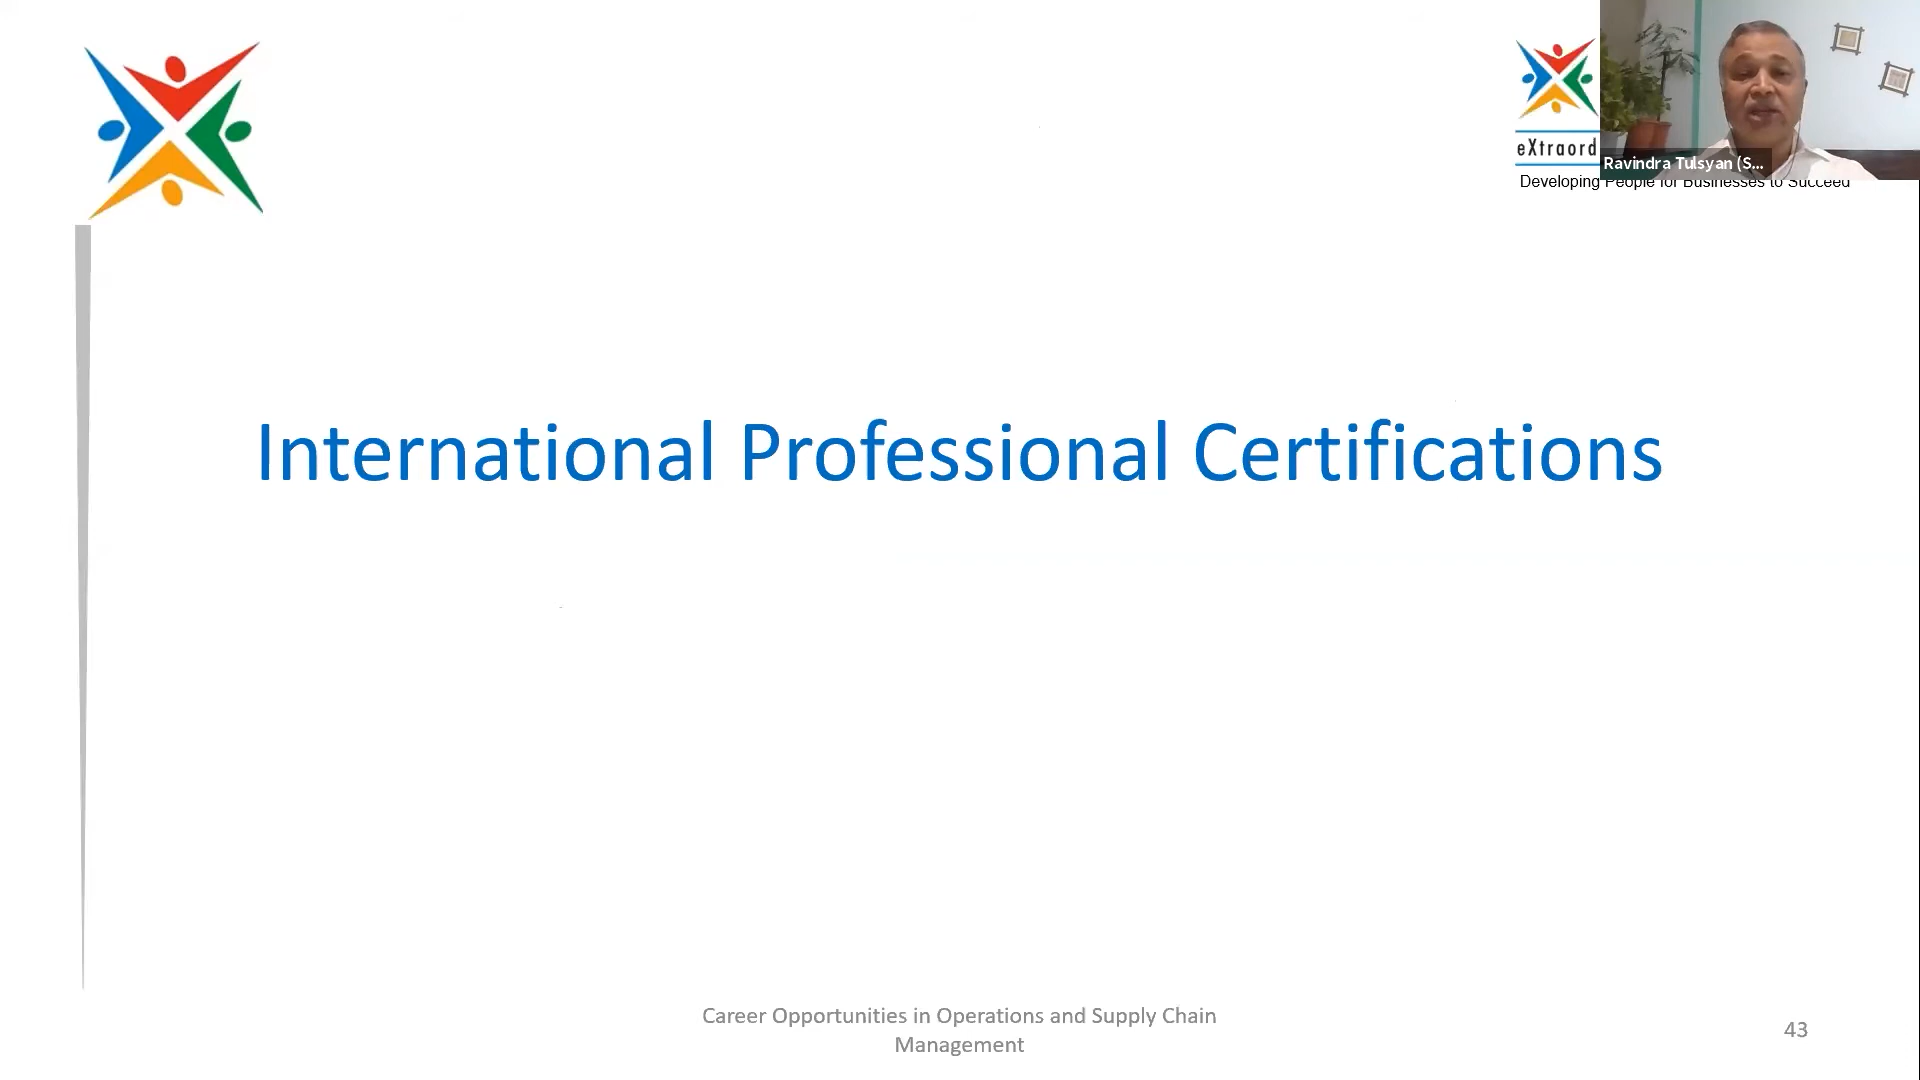 eXtraord
Ravindra Tulsyan (S...
Developing People for Businesses to Succeed
International Professional Certifications
Career Opportunities in Operations and Supply Chain
Management
43